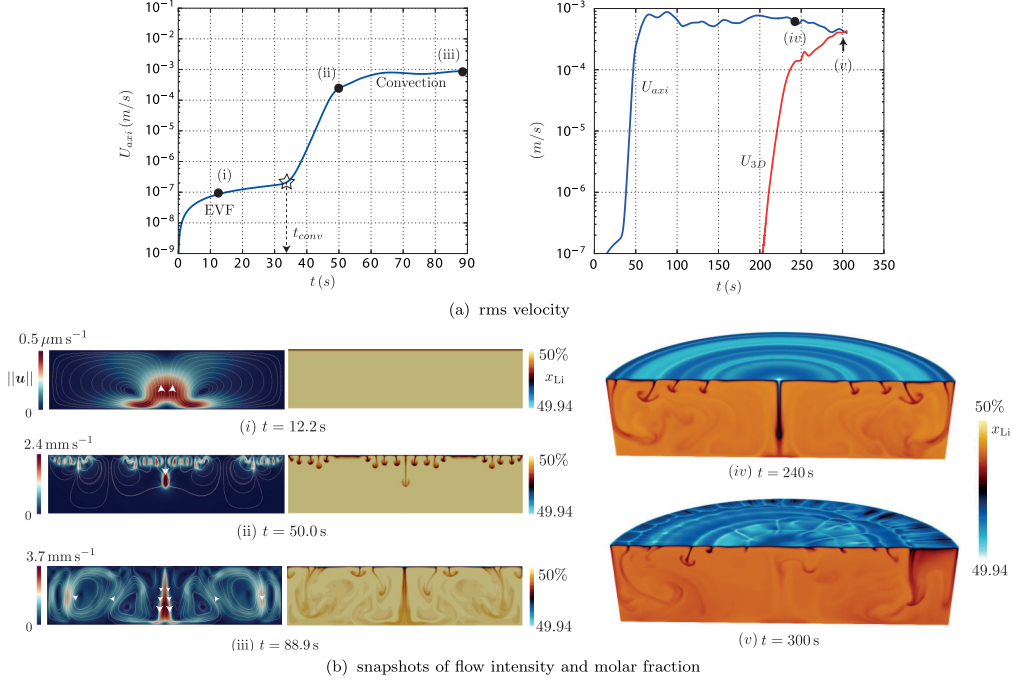 10⁻¹
10⁻²
10⁻³
10⁻⁴
10⁻⁵
10⁻⁶
10⁻⁷
10⁻⁸
10⁻⁹
U_axi (m/s)
(i)
(ii)
(iii)
EVF
Convection
t_conv
0 10 20 30 40 50 60 70 80 90
t (s)
10⁻³
10⁻⁴
10⁻⁵
10⁻⁶
10⁻⁷
(m/s)
U_axi
U_3D
(iv)
(v)
0 50 100 150 200 250 300 350
t (s)
(a) rms velocity
0.5 μm s⁻¹
||u||
0
50%
x_Li
49.94
(i) t = 12.2 s
2.4 mm s⁻¹
0
50%
49.94
(ii) t = 50.0 s
3.7 mm s⁻¹
0
50%
49.94
(iii) t = 88.9 s
(iv) t = 240 s
(v) t = 300 s
50%
x_Li
49.94
(b) snapshots of flow intensity and molar fraction